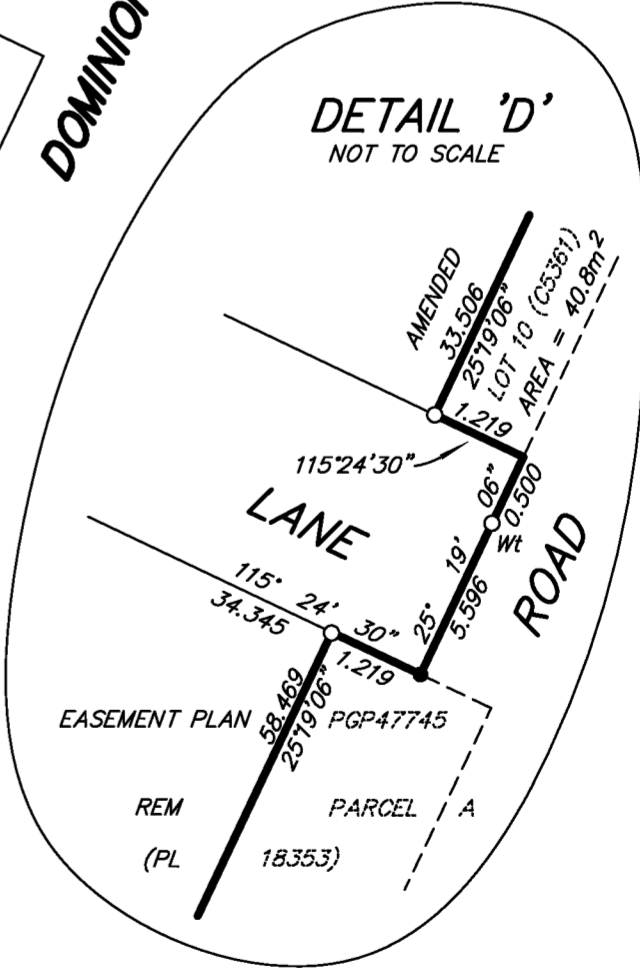 DOMINION
DETAIL 'D'
NOT TO SCALE
AMENDED
33.506
25°19'06"
LOT 10 (C5361)
AREA = 40.8m²
1.219
115°24'30"
06"
0.500
LANE
Wt
ROAD
19'
25°
5.596
115° 24' 30"
34.345
1.219
58.469
25°19'06"
EASEMENT PLAN PGP47745
REM PARCEL A
(PL 18353)